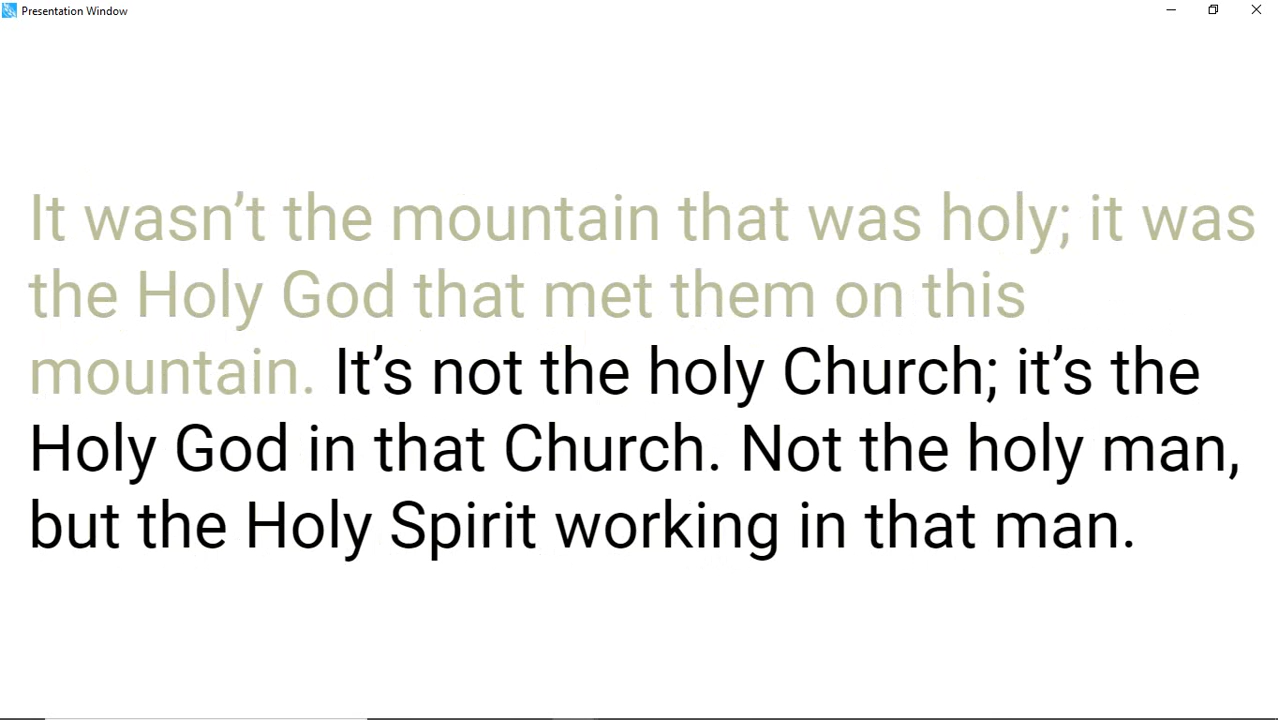 Presentation Window
It wasn’t the mountain that was holy; it was
the Holy God that met them on this
mountain. It’s not the holy Church; it’s the
Holy God in that Church. Not the holy man,
but the Holy Spirit working in that man.